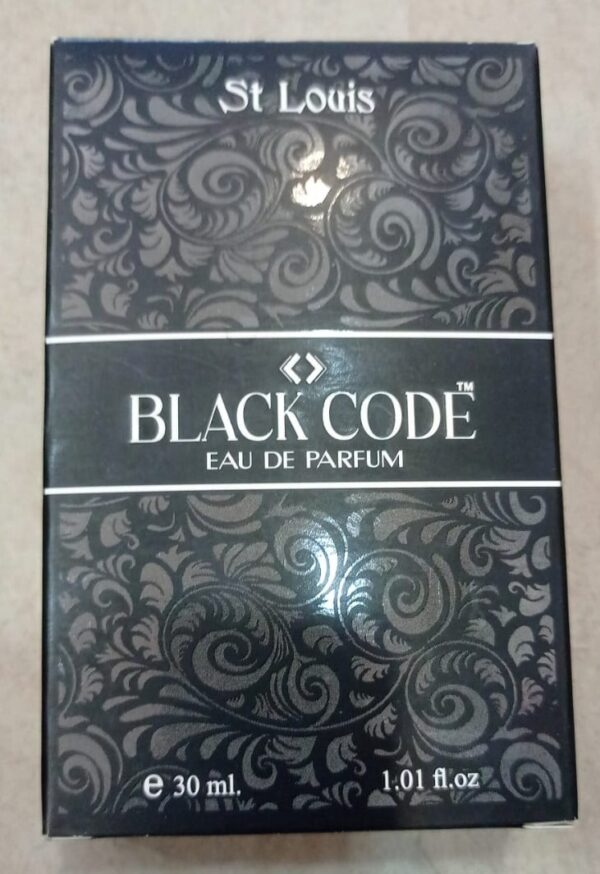 St Louis
BLACK CODE™
EAU DE PARFUM
℮ 30 ml. 1.01 fl.oz